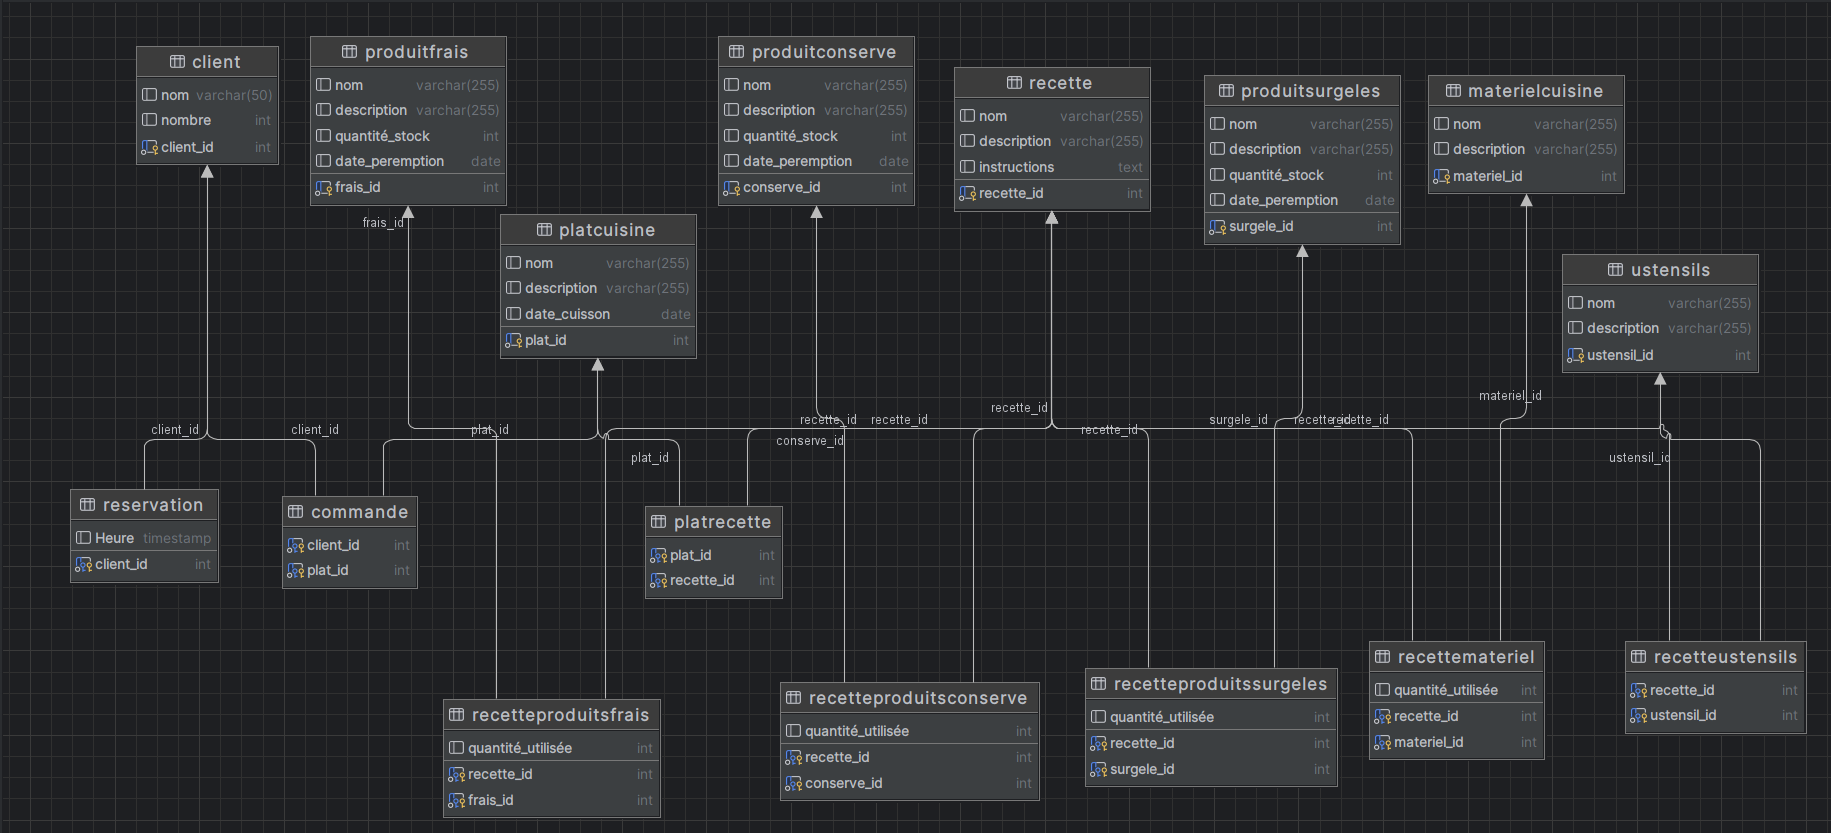 client
nom varchar(50)
nombre int
client_id int
produitfrais
nom varchar(255)
description varchar(255)
quantité_stock int
date_peremption date
frais_id int
platcuisine
nom varchar(255)
description varchar(255)
date_cuisson date
plat_id int
produitconserve
nom varchar(255)
description varchar(255)
quantité_stock int
date_peremption date
conserve_id int
recette
nom varchar(255)
description varchar(255)
instructions text
recette_id int
produitsurgeles
nom varchar(255)
description varchar(255)
quantité_stock int
date_peremption date
surgele_id int
materielcuisine
nom varchar(255)
description varchar(255)
materiel_id int
ustensils
nom varchar(255)
description varchar(255)
ustensil_id int
frais_id
client_id
client_id
plat_id
plat_id
recette_id
conserve_id
recette_id
recette_id
recette_id
surgele_id
recette_id
recette_id
materiel_id
ustensil_id
reservation
Heure timestamp
client_id int
commande
client_id int
plat_id int
platrecette
plat_id int
recette_id int
recetteproduitsfrais
quantité_utilisée int
recette_id int
frais_id int
recetteproduitsconserve
quantité_utilisée int
recette_id int
conserve_id int
recetteproduitssurgeles
quantité_utilisée int
recette_id int
surgele_id int
recettemateriel
quantité_utilisée int
recette_id int
materiel_id int
recetteustensils
recette_id int
ustensil_id int